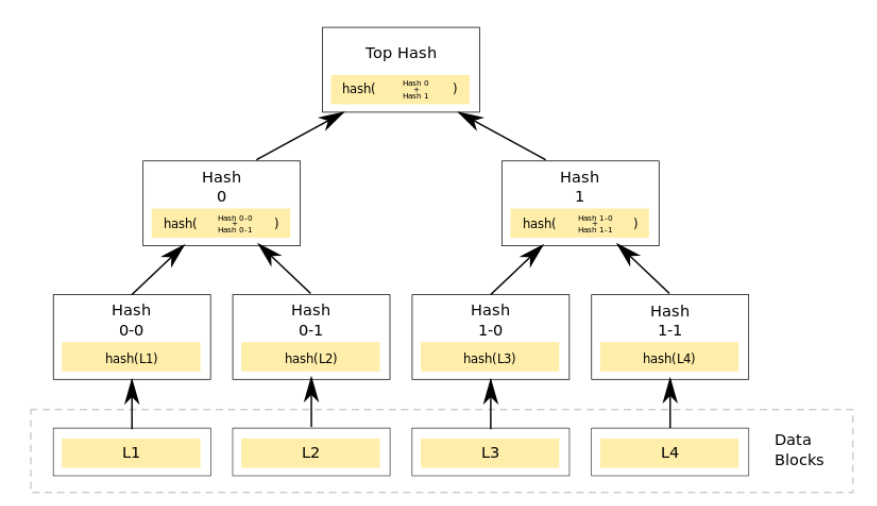 Top Hash
hash( Hash 0 + Hash 1 )
Hash
0
hash( Hash 0-0 + Hash 0-1 )
Hash
1
hash( Hash 1-0 + Hash 1-1 )
Hash
0-0
hash(L1)
Hash
0-1
hash(L2)
Hash
1-0
hash(L3)
Hash
1-1
hash(L4)
L1
L2
L3
L4
Data
Blocks